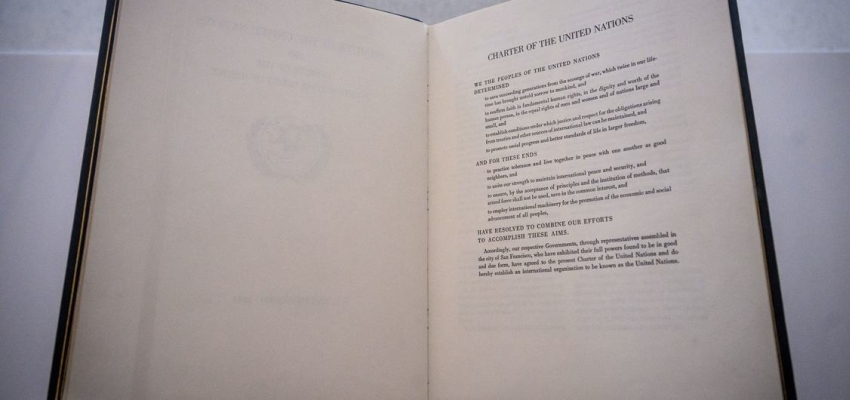 CHARTER OF THE UNITED NATIONS
WE THE PEOPLES OF THE UNITED NATIONS
DETERMINED
to save succeeding generations from the scourge of war, which twice in our life-
time has brought untold sorrow to mankind, and
to reaffirm faith in fundamental human rights, in the dignity and worth of the
human person, in the equal rights of men and women and of nations large and
small, and
to establish conditions under which justice and respect for the obligations arising
from treaties and other sources of international law can be maintained, and
to promote social progress and better standards of life in larger freedom,
AND FOR THESE ENDS
to practice tolerance and live together in peace with one another as good
neighbors, and
to unite our strength to maintain international peace and security, and
to ensure, by the acceptance of principles and the institution of methods, that
armed force shall not be used, save in the common interest, and
to employ international machinery for the promotion of the economic and social
advancement of all peoples,
HAVE RESOLVED TO COMBINE OUR EFFORTS
TO ACCOMPLISH THESE AIMS.
Accordingly, our respective Governments, through representatives assembled in
the city of San Francisco, who have exhibited their full powers found to be in good
and due form, have agreed to the present Charter of the United Nations and do
hereby establish an international organization to be known as the United Nations.